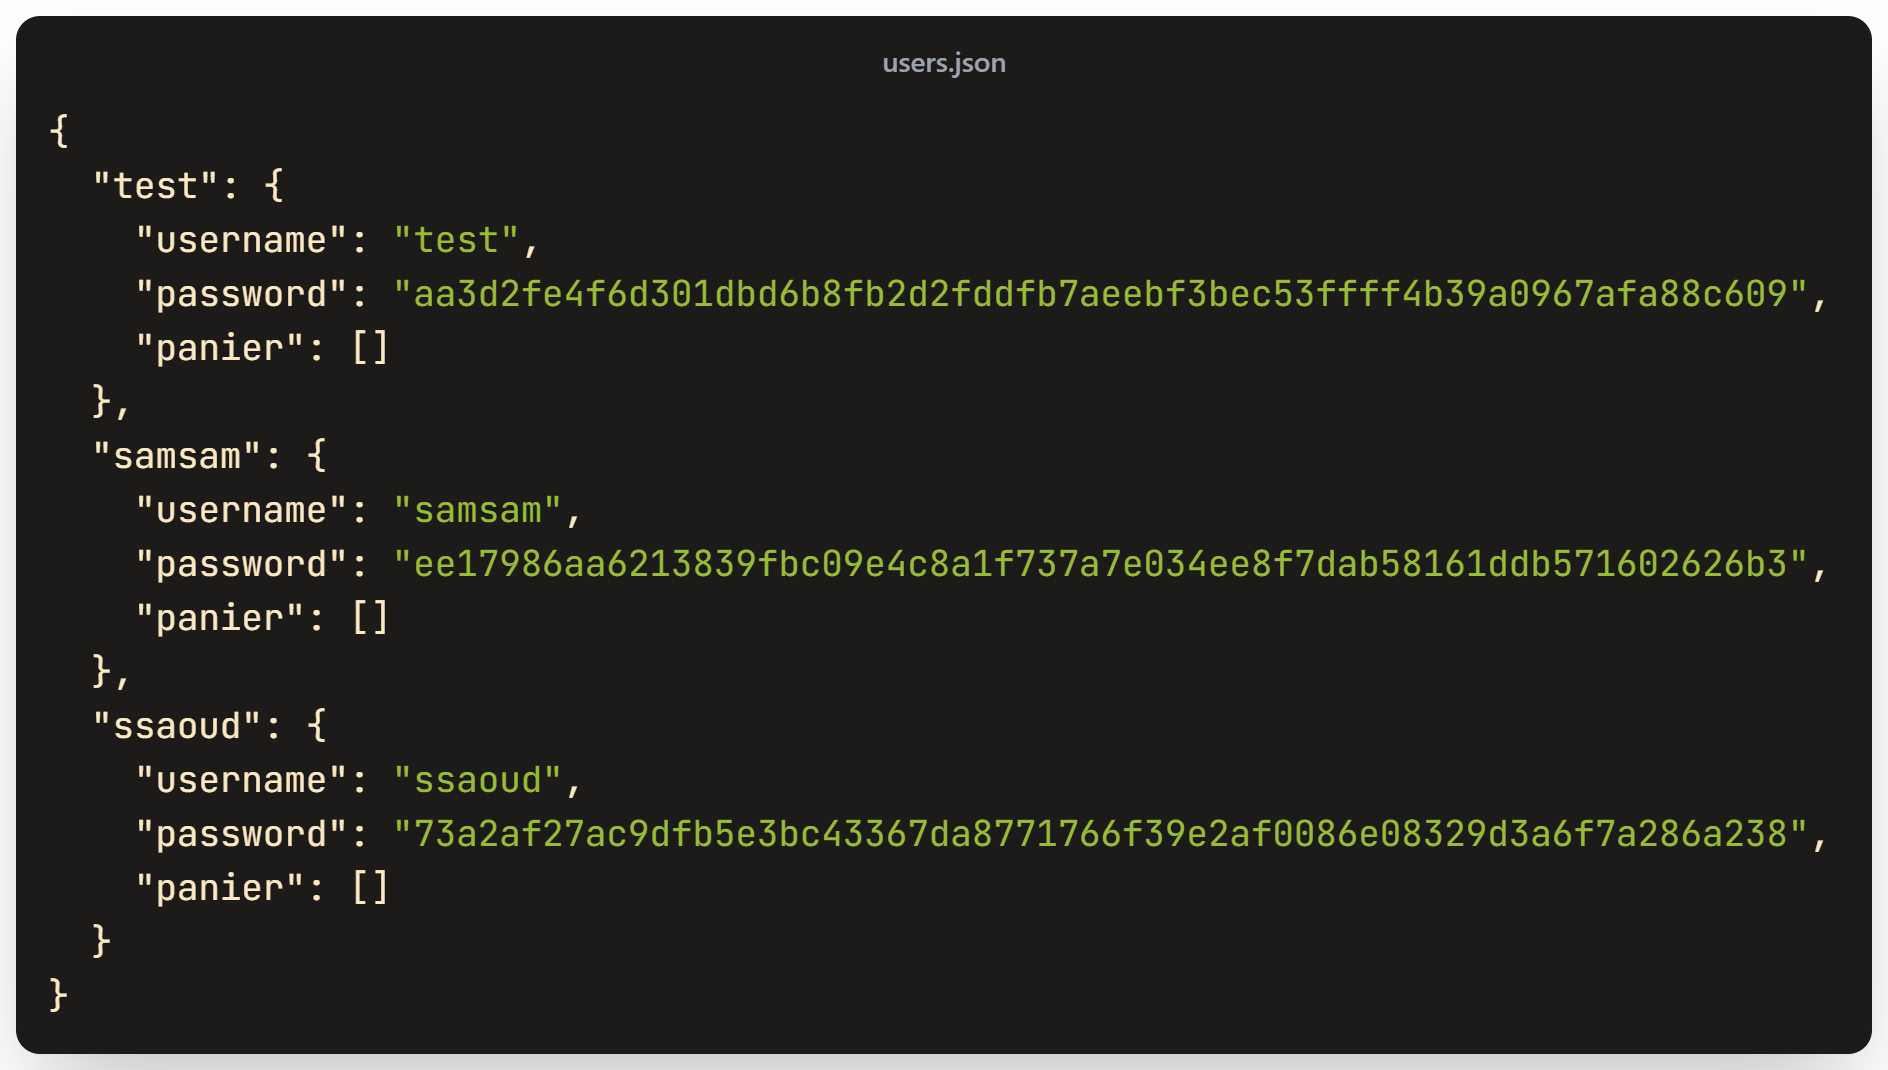 users.json
{
  "test": {
    "username": "test",
    "password": "aa3d2fe4f6d301dbd6b8fb2d2fddfb7aeebf3bec53ffff4b39a0967afa88c609",
    "panier": []
  },
  "samsam": {
    "username": "samsam",
    "password": "ee17986aa6213839fbc09e4c8a1f737a7e034ee8f7dab58161ddb571602626b3",
    "panier": []
  },
  "ssaoud": {
    "username": "ssaoud",
    "password": "73a2af27ac9dfb5e3bc43367da8771766f39e2af0086e08329d3a6f7a286a238",
    "panier": []
  }
}